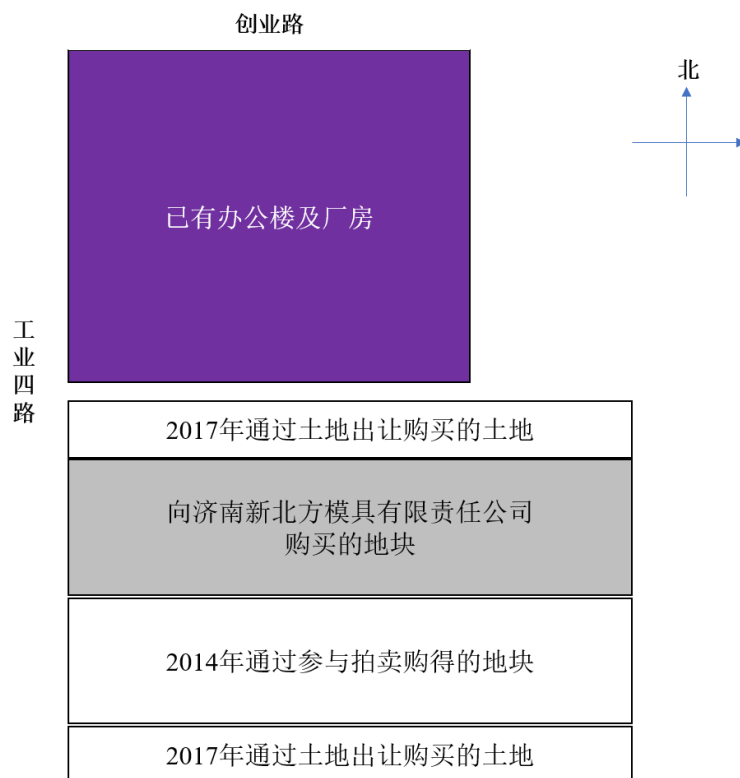 创业路
北
已有办公楼及厂房
工业四路
2017年通过土地出让购买的土地
向济南新北方模具有限责任公司
购买的地块
2014年通过参与拍卖购得的地块
2017年通过土地出让购买的土地